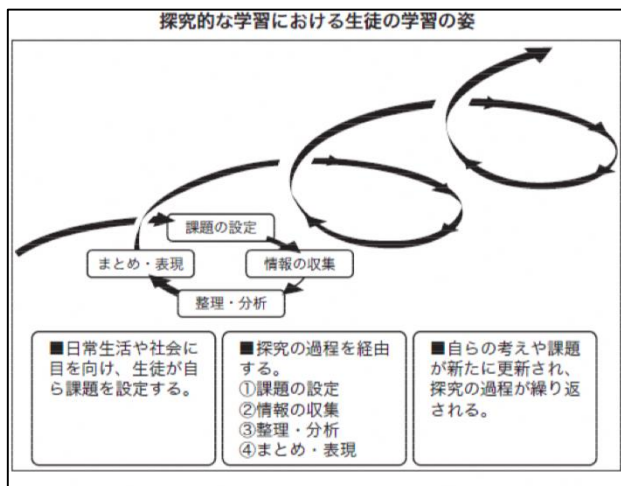 探究的な学習における生徒の学習の姿
課題の設定
まとめ・表現
情報の収集
整理・分析
■日常生活や社会に
目を向け、生徒が自
ら課題を設定する。
■探究の過程を経由
する。
①課題の設定
②情報の収集
③整理・分析
④まとめ・表現
■自らの考えや課題
が新たに更新され、
探究の過程が繰り返
される。